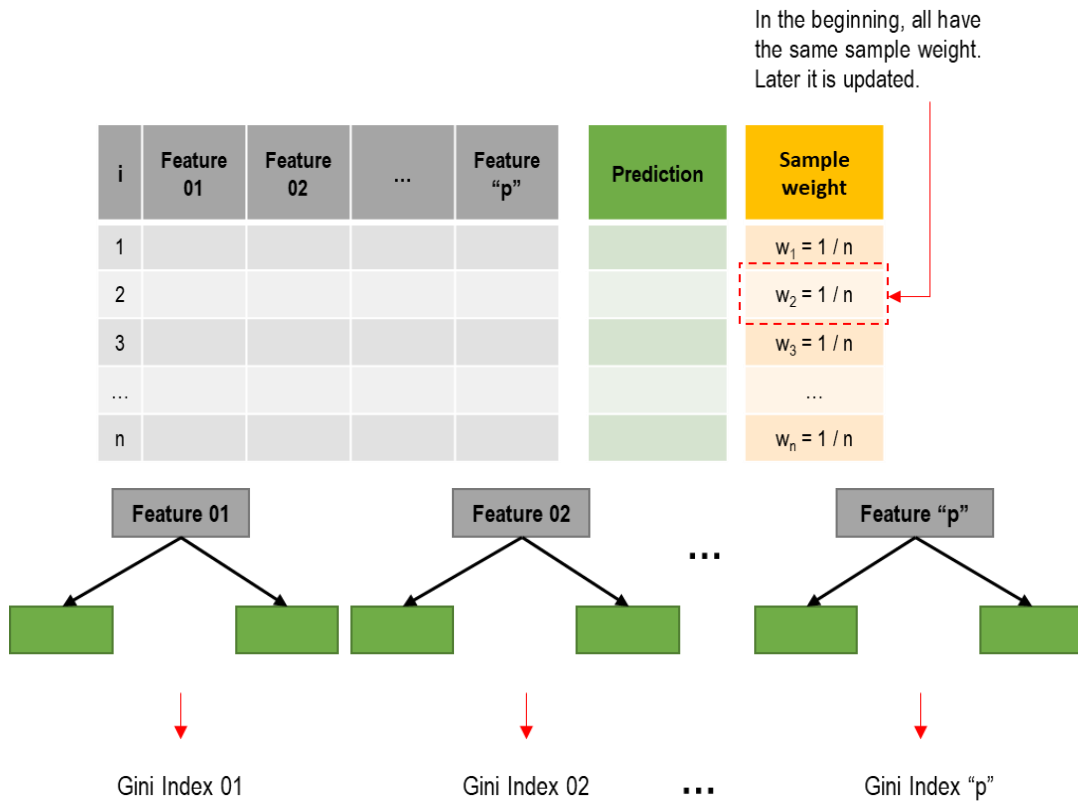 In the beginning, all have
the same sample weight.
Later it is updated.
i Feature 01 Feature 02 … Feature “p” Prediction Sample weight
1 w₁ = 1 / n
2 w₂ = 1 / n
3 w₃ = 1 / n
… …
n wₙ = 1 / n
Feature 01 Feature 02 … Feature “p”
Gini Index 01 Gini Index 02 … Gini Index “p”